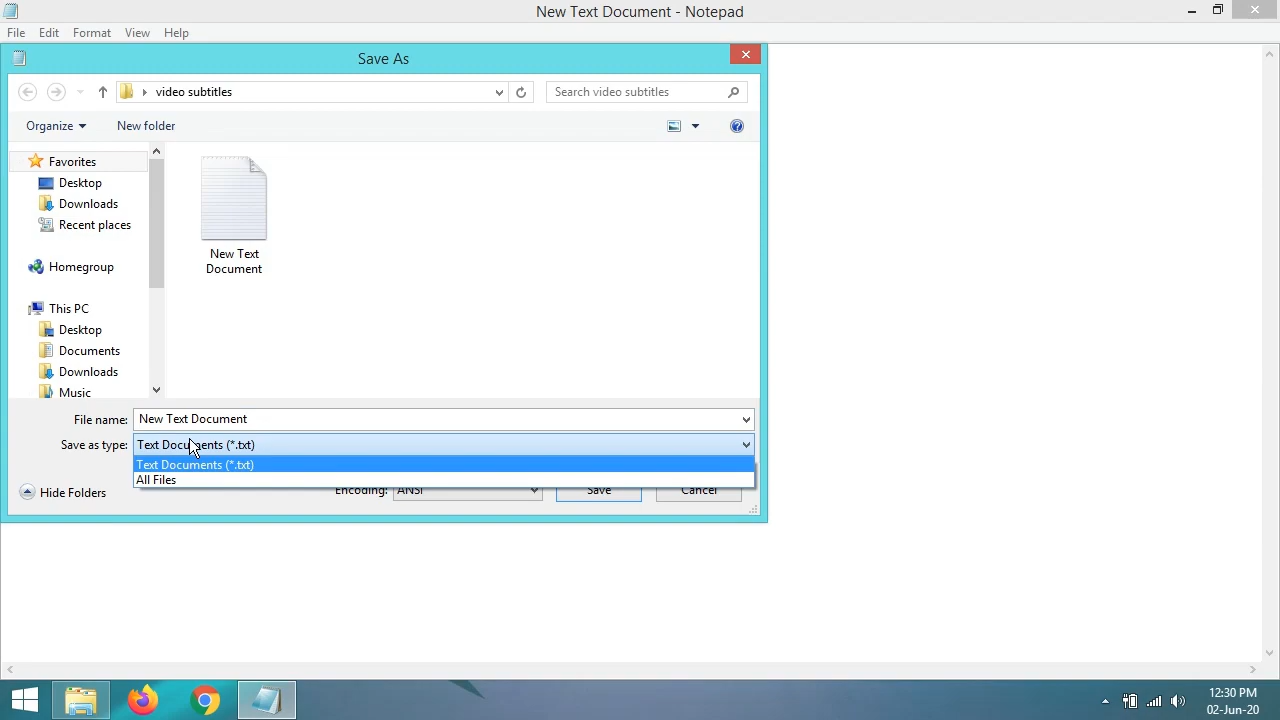 New Text Document - Notepad
File Edit Format View Help
Save As
video subtitles
Search video subtitles
Organize
New folder
Favorites
Desktop
Downloads
Recent places
Homegroup
This PC
Desktop
Documents
Downloads
Music
New Text
Document
File name: New Text Document
Save as type: Text Documents (*.txt)
Text Documents (*.txt)
All Files
Hide Folders
Encoding: ANSI
Save
Cancel
12:30 PM
02-Jun-20